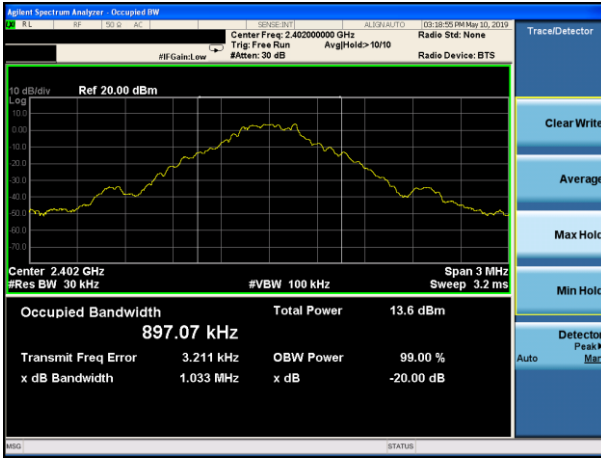 Agilent Spectrum Analyzer - Occupied BW
R L RF 50 Ω AC SENSE:INT ALIGNAUTO 03:18:55 PM May 10, 2019
Center Freq: 2.402000000 GHz Radio Std: None
Trig: Free Run Avg|Hold>10/10
#IFGain:Low #Atten: 30 dB Radio Device: BTS
Trace/Detector
10 dB/div Ref 20.00 dBm
Log
10.0
0.00
-10.0
-20.0
-30.0
-40.0
-50.0
-60.0
-70.0
Center 2.402 GHz Span 3 MHz
#Res BW 30 kHz #VBW 100 kHz Sweep 3.2 ms
Occupied Bandwidth Total Power 13.6 dBm
897.07 kHz
Transmit Freq Error 3.211 kHz OBW Power 99.00 %
x dB Bandwidth 1.033 MHz x dB -20.00 dB
Clear Write
Average
Max Hold
Min Hold
Detector
Peak
Auto Man
MSG STATUS